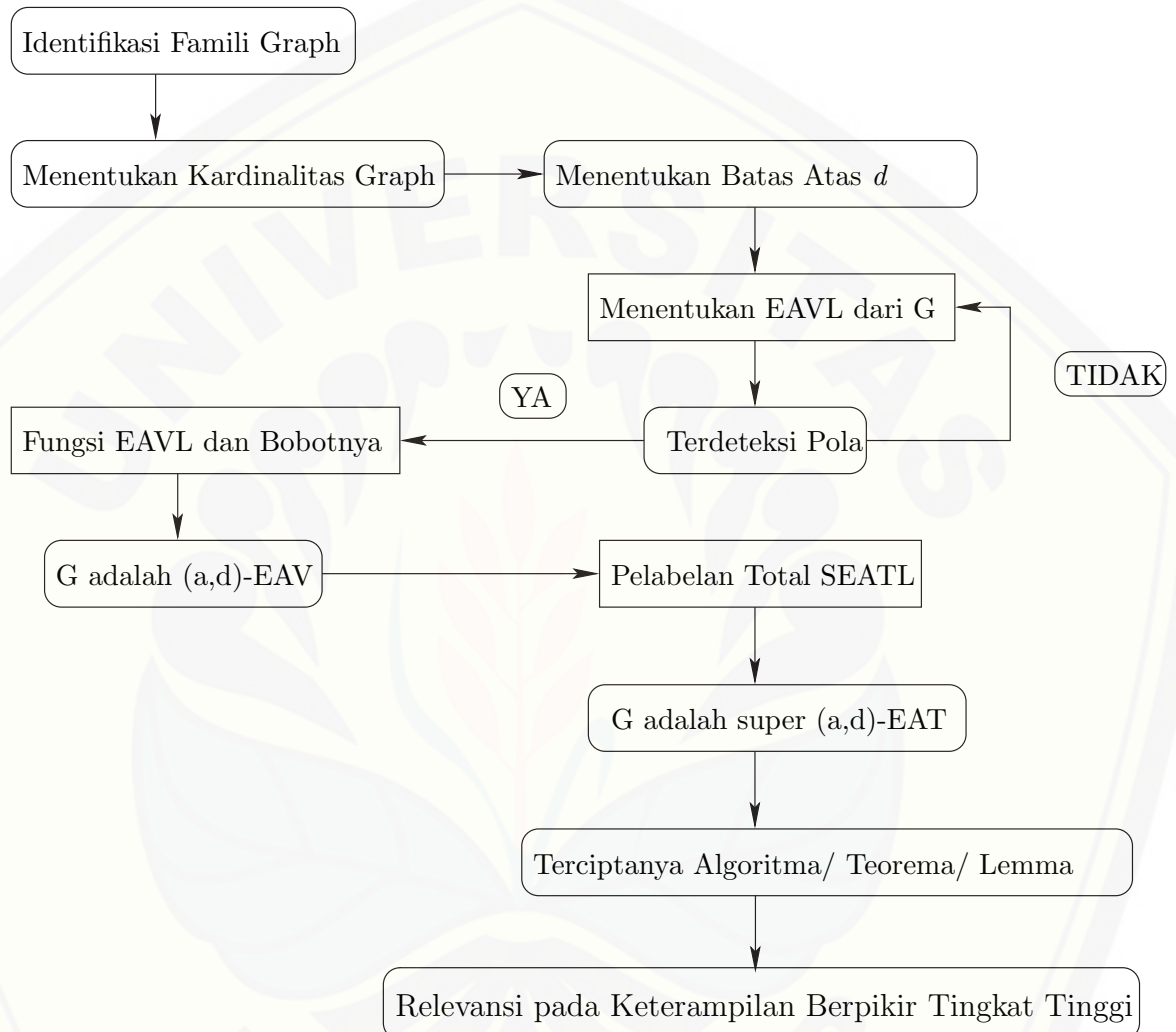 Identifikasi Famili Graph
Menentukan Kardinalitas Graph
Menentukan Batas Atas d
Menentukan EAVL dari G
TIDAK
YA
Terdeteksi Pola
Fungsi EAVL dan Bobotnya
G adalah (a,d)-EAV
Pelabelan Total SEATL
G adalah super (a,d)-EAT
Terciptanya Algoritma/ Teorema/ Lemma
Relevansi pada Keterampilan Berpikir Tingkat Tinggi
UNIVERSITAS